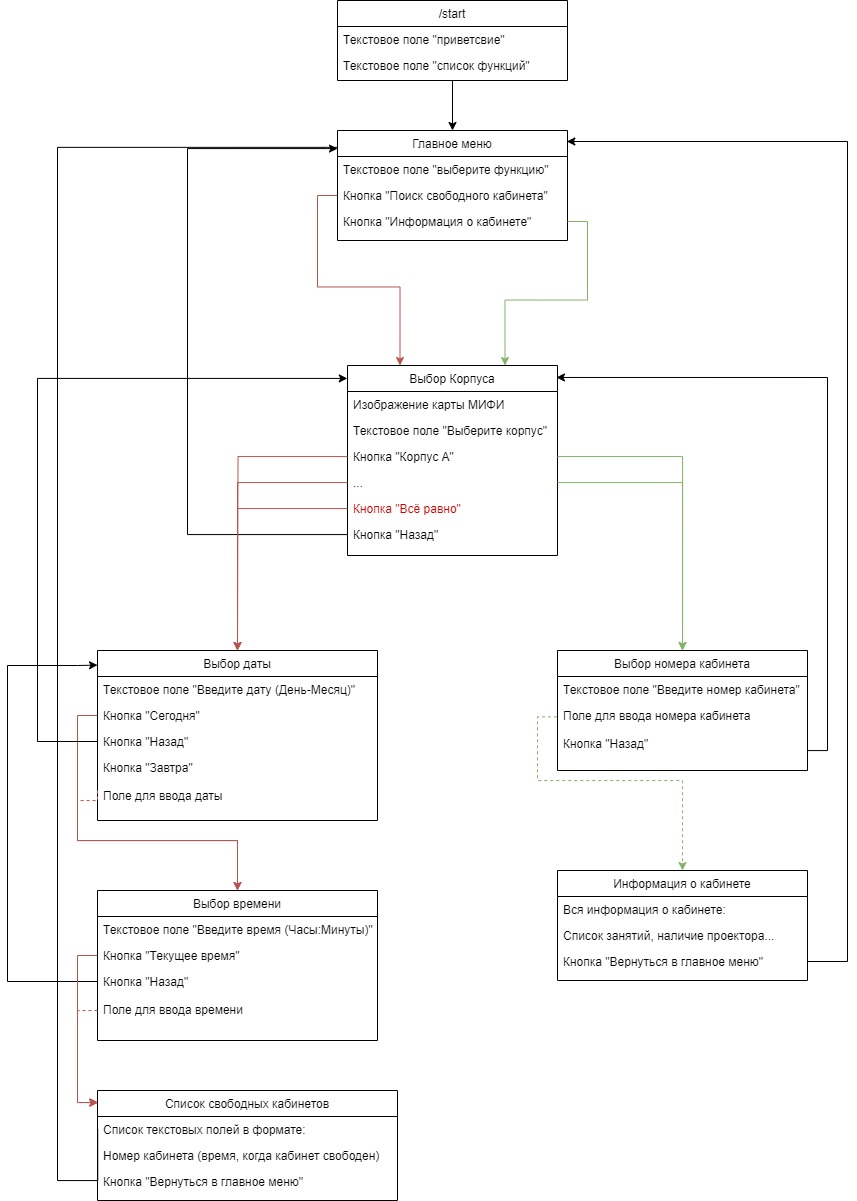 /start
Текстовое поле "приветсвие"
Текстовое поле "список функций"
Главное меню
Текстовое поле "выберите функцию"
Кнопка "Поиск свободного кабинета"
Кнопка "Информация о кабинете"
Выбор Корпуса
Изображение карты МИФИ
Текстовое поле "Выберите корпус"
Кнопка "Корпус А"
...
Кнопка "Всё равно"
Кнопка "Назад"
Выбор даты
Текстовое поле "Введите дату (День-Месяц)"
Кнопка "Сегодня"
Кнопка "Назад"
Кнопка "Завтра"
Поле для ввода даты
Выбор номера кабинета
Текстовое поле "Введите номер кабинета"
Поле для ввода номера кабинета
Кнопка "Назад"
Выбор времени
Текстовое поле "Введите время (Часы:Минуты)"
Кнопка "Текущее время"
Кнопка "Назад"
Поле для ввода времени
Информация о кабинете
Вся информация о кабинете:
Список занятий, наличие проектора...
Кнопка "Вернуться в главное меню"
Список свободных кабинетов
Список текстовых полей в формате:
Номер кабинета (время, когда кабинет свободен)
Кнопка "Вернуться в главное меню"